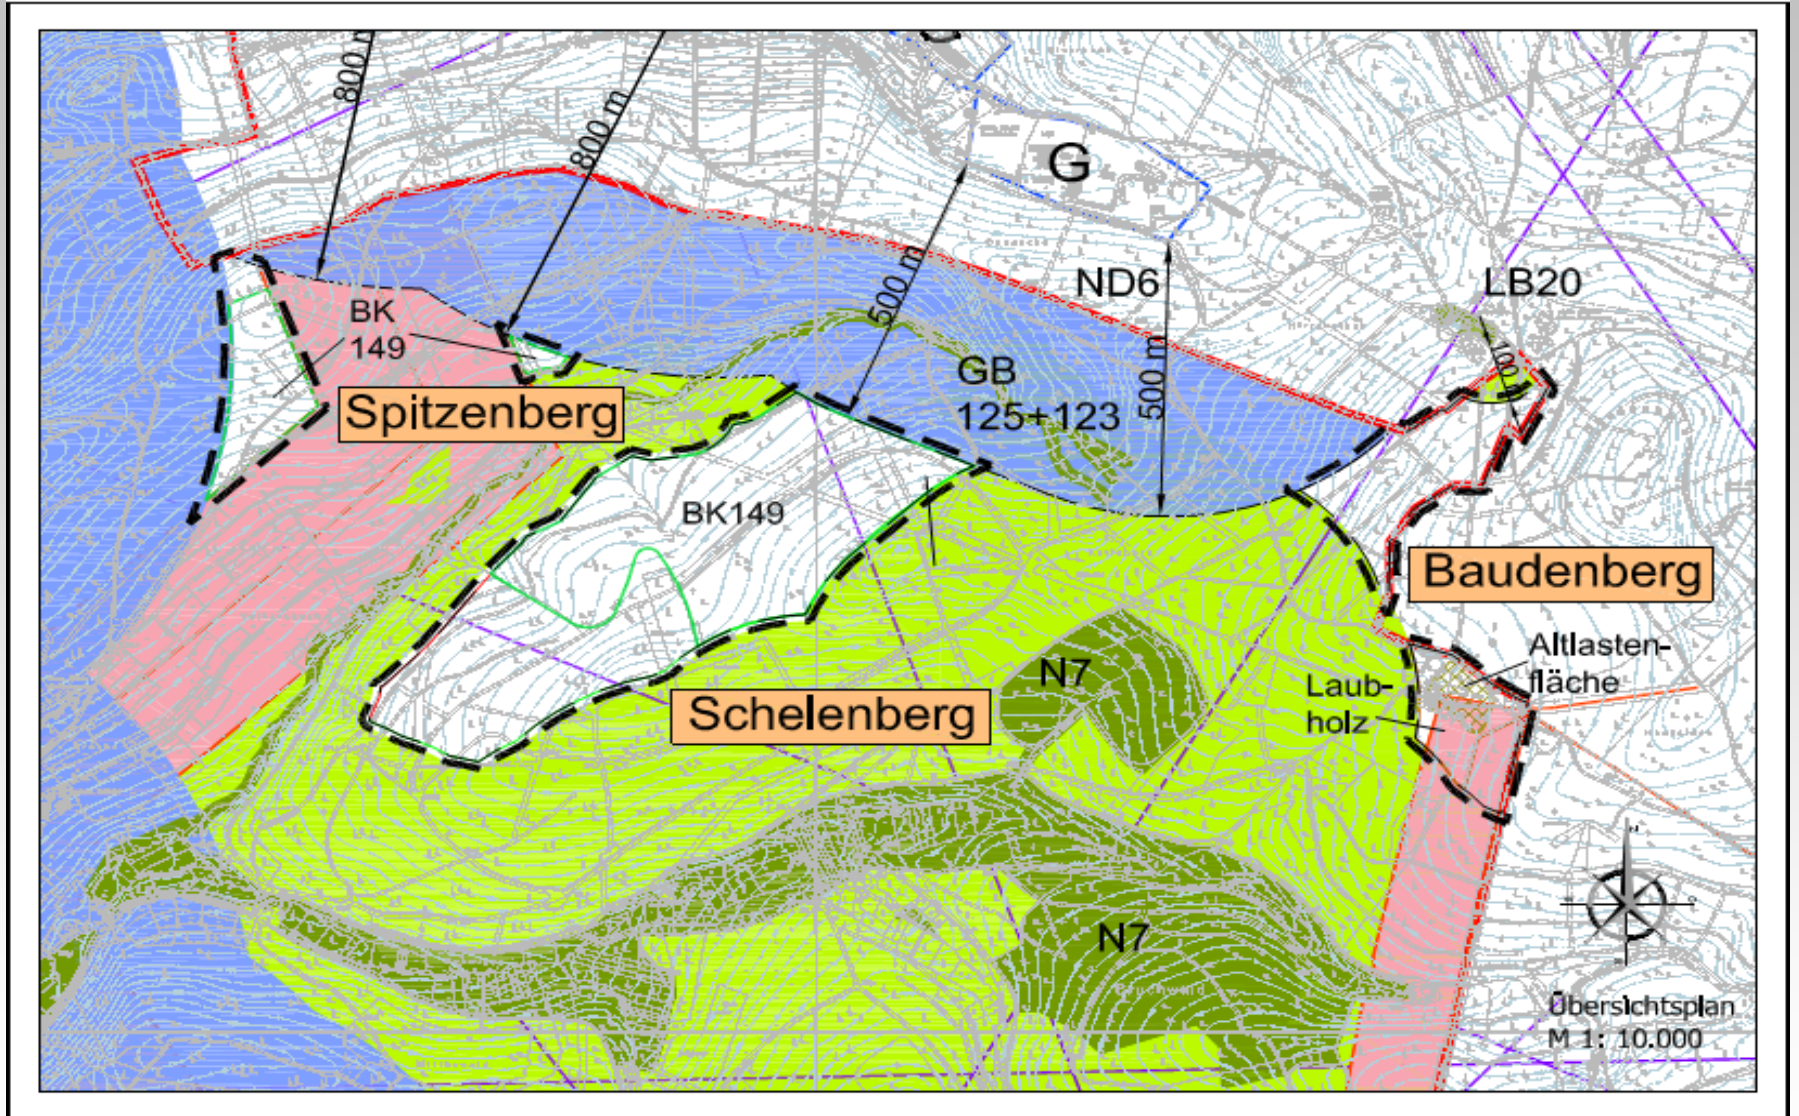 800 m
800 m
G
500 m
ND6
LB20
BK
149
GB
125+123
500 m
100 m
Spitzenberg
BK149
Baudenberg
Altlasten-
fläche
N7
Laub-
holz
Schelenberg
N7
Übersichtsplan
M 1: 10.000